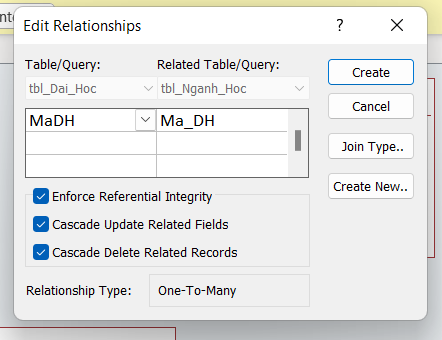 Edit Relationships
?
Table/Query:
Related Table/Query:
tbl_Dai_Hoc
tbl_Nganh_Hoc
MaDH
Ma_DH
Enforce Referential Integrity
Cascade Update Related Fields
Cascade Delete Related Records
Relationship Type:
One-To-Many
Create
Cancel
Join Type..
Create New..